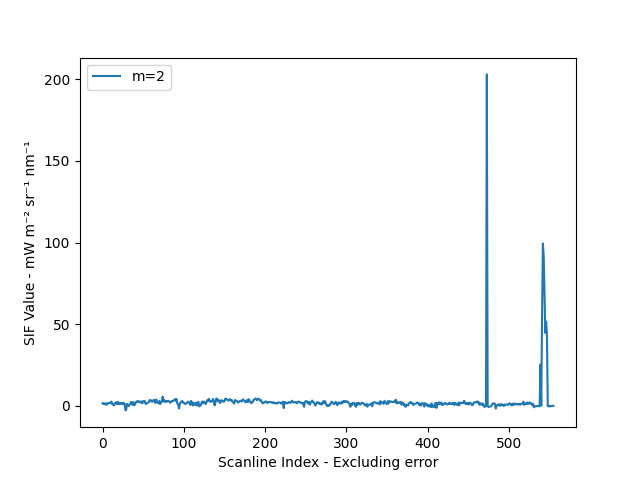 m=2
200
150
100
50
0
SIF Value - mW m⁻² sr⁻¹ nm⁻¹
0 100 200 300 400 500
Scanline Index - Excluding error